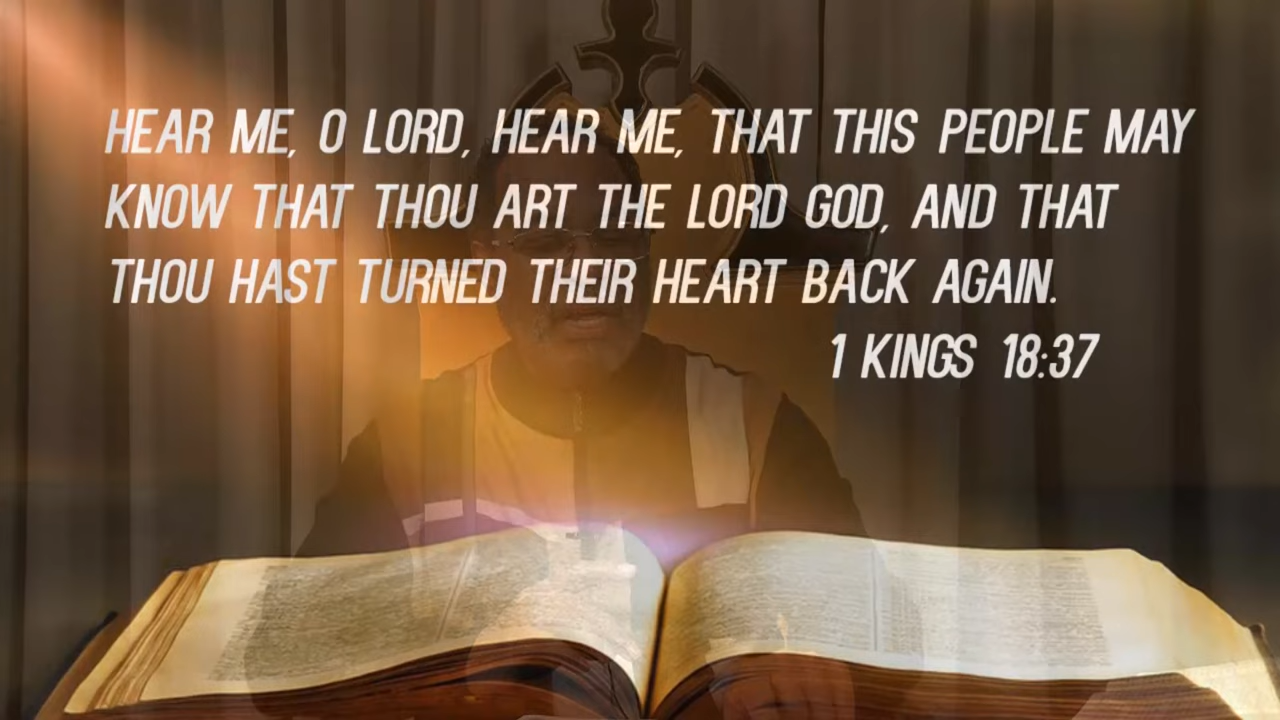 HEAR ME, O LORD, HEAR ME, THAT THIS PEOPLE MAY
KNOW THAT THOU ART THE LORD GOD, AND THAT
THOU HAST TURNED THEIR HEART BACK AGAIN.
1 KINGS 18:37